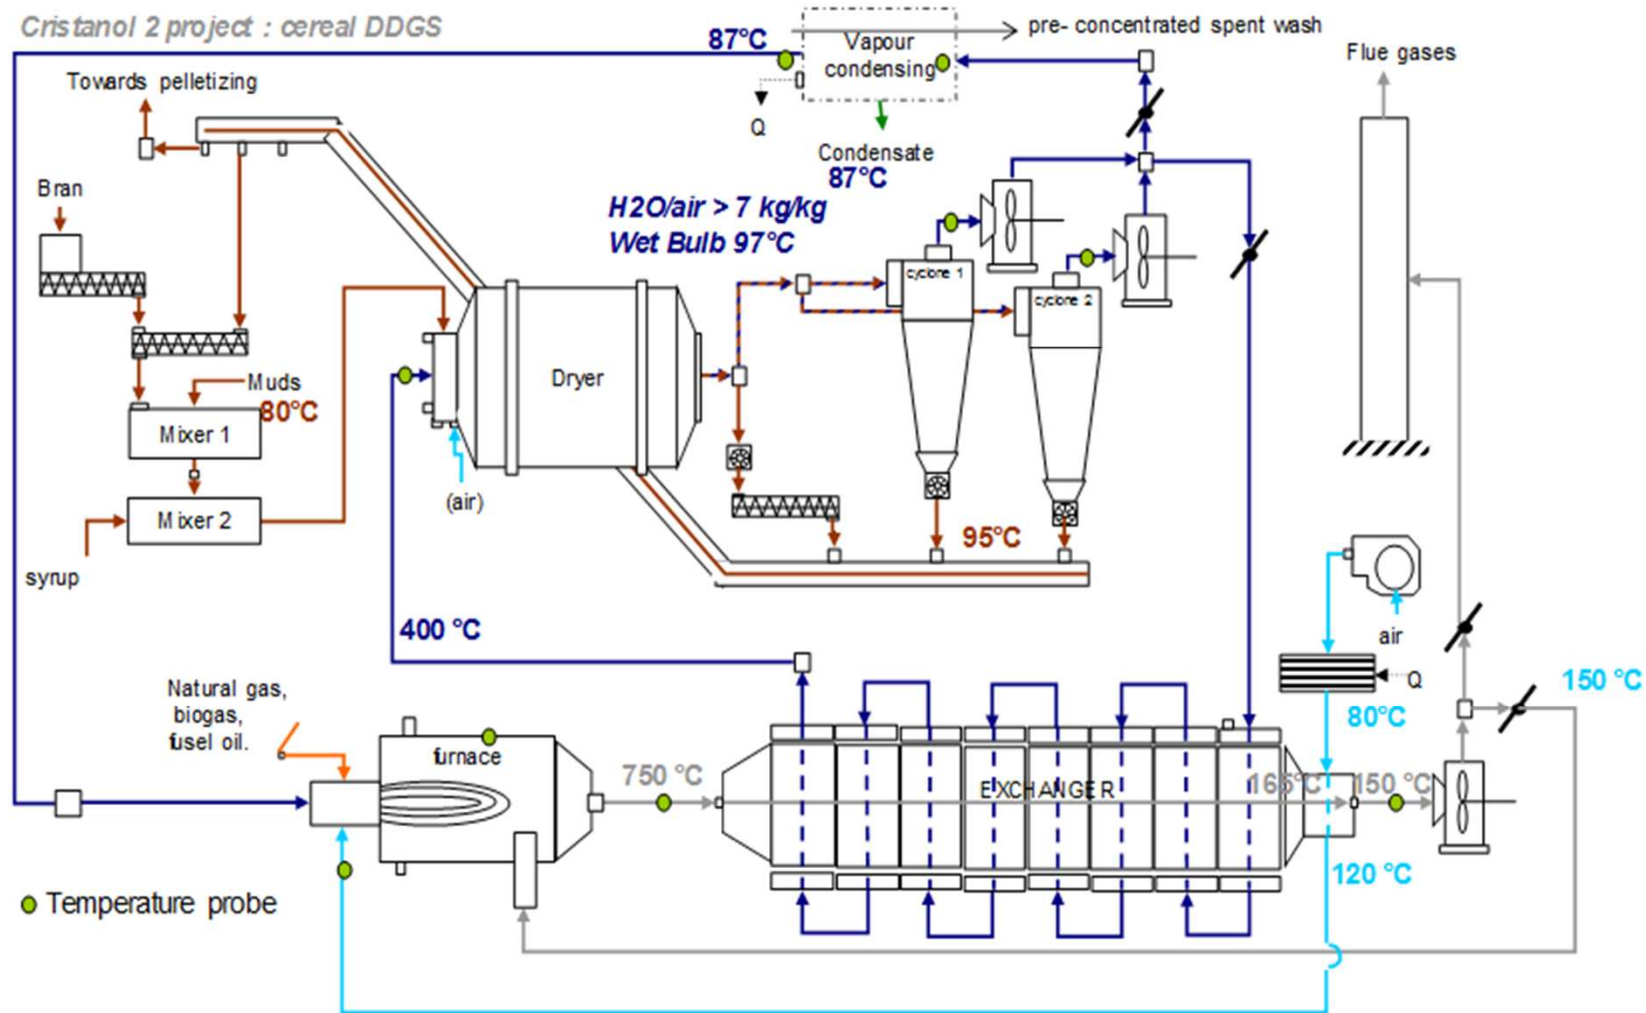 Cristanol 2 project : cereal DDGS
87°C
Vapour
condensing
pre- concentrated spent wash
Flue gases
Towards pelletizing
Q
Condensate
87°C
Bran
H2O/air > 7 kg/kg
Wet Bulb 97°C
cyclone 1
cyclone 2
Dryer
Muds
80°C
Mixer 1
Mixer 2
(air)
syrup
95°C
air
400 °C
Q
150 °C
80°C
Natural gas,
biogas,
fusel oil.
furnace
750 °C
EXCHANGER
165°C
150 °C
120 °C
Temperature probe